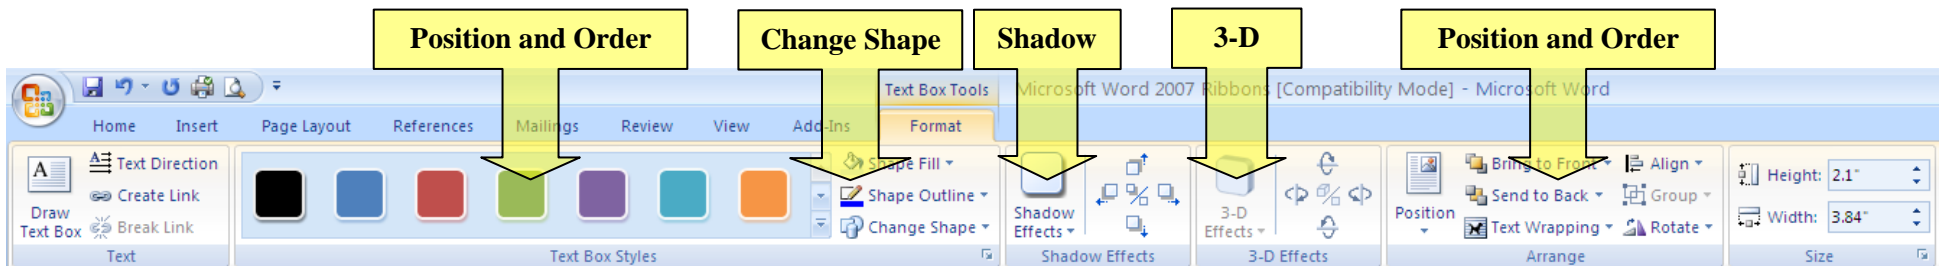 Position and Order
Change Shape
Shadow
3-D
Position and Order
Text Box Tools
Microsoft Word 2007 Ribbons [Compatibility Mode] - Microsoft Word
Home Insert Page Layout References Mailings Review View Add-Ins Format
A Text Direction
Create Link
Break Link
Draw
Text Box
Text
Text Box Styles
Shape Fill
Shape Outline
Change Shape
Shadow
Effects
Shadow Effects
3-D
Effects
3-D Effects
Position
Bring to Front
Send to Back
Text Wrapping
Align
Group
Rotate
Arrange
Height: 2.1"
Width: 3.84"
Size